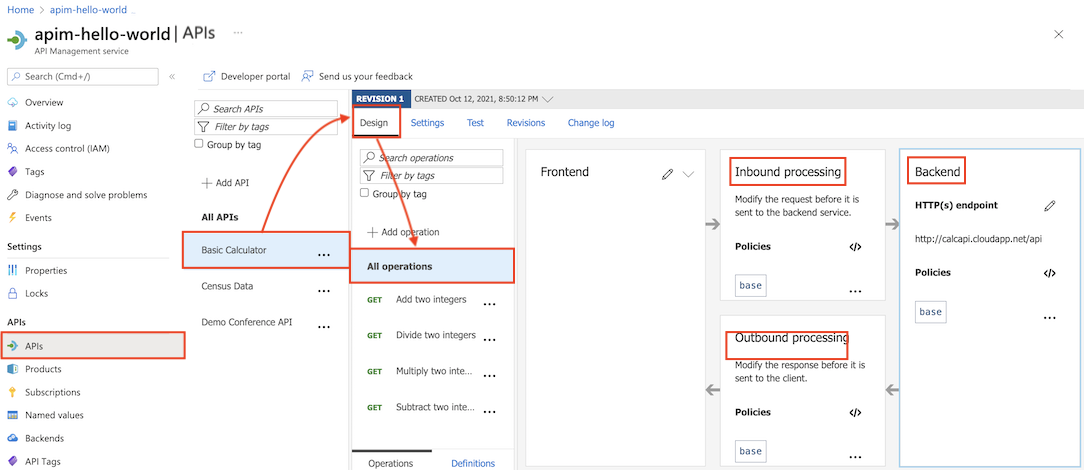 Home > apim-hello-world
apim-hello-world | APIs ...
API Management service
Search (Cmd+/) «
Overview
Activity log
Access control (IAM)
Tags
Diagnose and solve problems
Events
Settings
Properties
Locks
APIs
APIs
Products
Subscriptions
Named values
Backends
API Tags
Developer portal Send us your feedback
Search APIs
Filter by tags
Group by tag
+ Add API
All APIs
Basic Calculator ...
Census Data ...
Demo Conference API ...
REVISION 1 CREATED Oct 12, 2021, 8:50:12 PM
Design Settings Test Revisions Change log
Search operations
Filter by tags
Group by tag
+ Add operation
All operations
GET Add two integers ...
GET Divide two integers ...
GET Multiply two inte... ...
GET Subtract two inte... ...
Operations Definitions
Frontend
Inbound processing
Modify the request before it is
sent to the backend service.
Policies </>
base ...
Outbound processing
Modify the response before it is
sent to the client.
Policies </>
base ...
Backend
HTTP(s) endpoint
http://calcapi.cloudapp.net/api
Policies </>
base ...